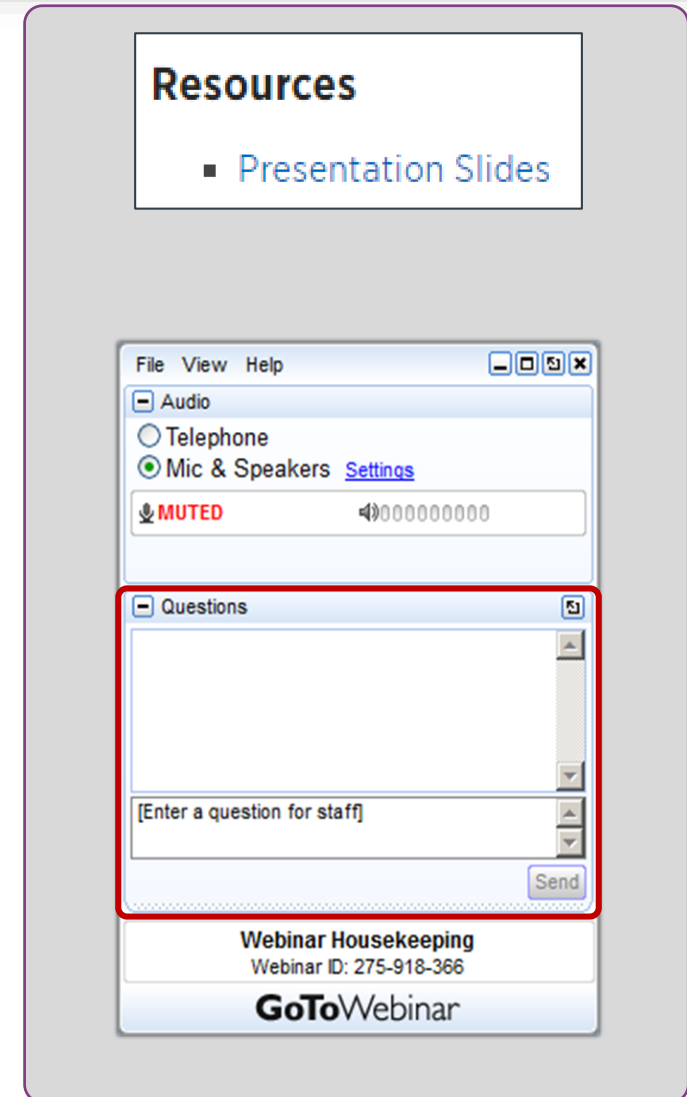 Resources
Presentation Slides
File View Help
Audio
Telephone
Mic & Speakers Settings
MUTED 000000000
Questions
[Enter a question for staff]
Send
Webinar Housekeeping
Webinar ID: 275-918-366
GoToWebinar